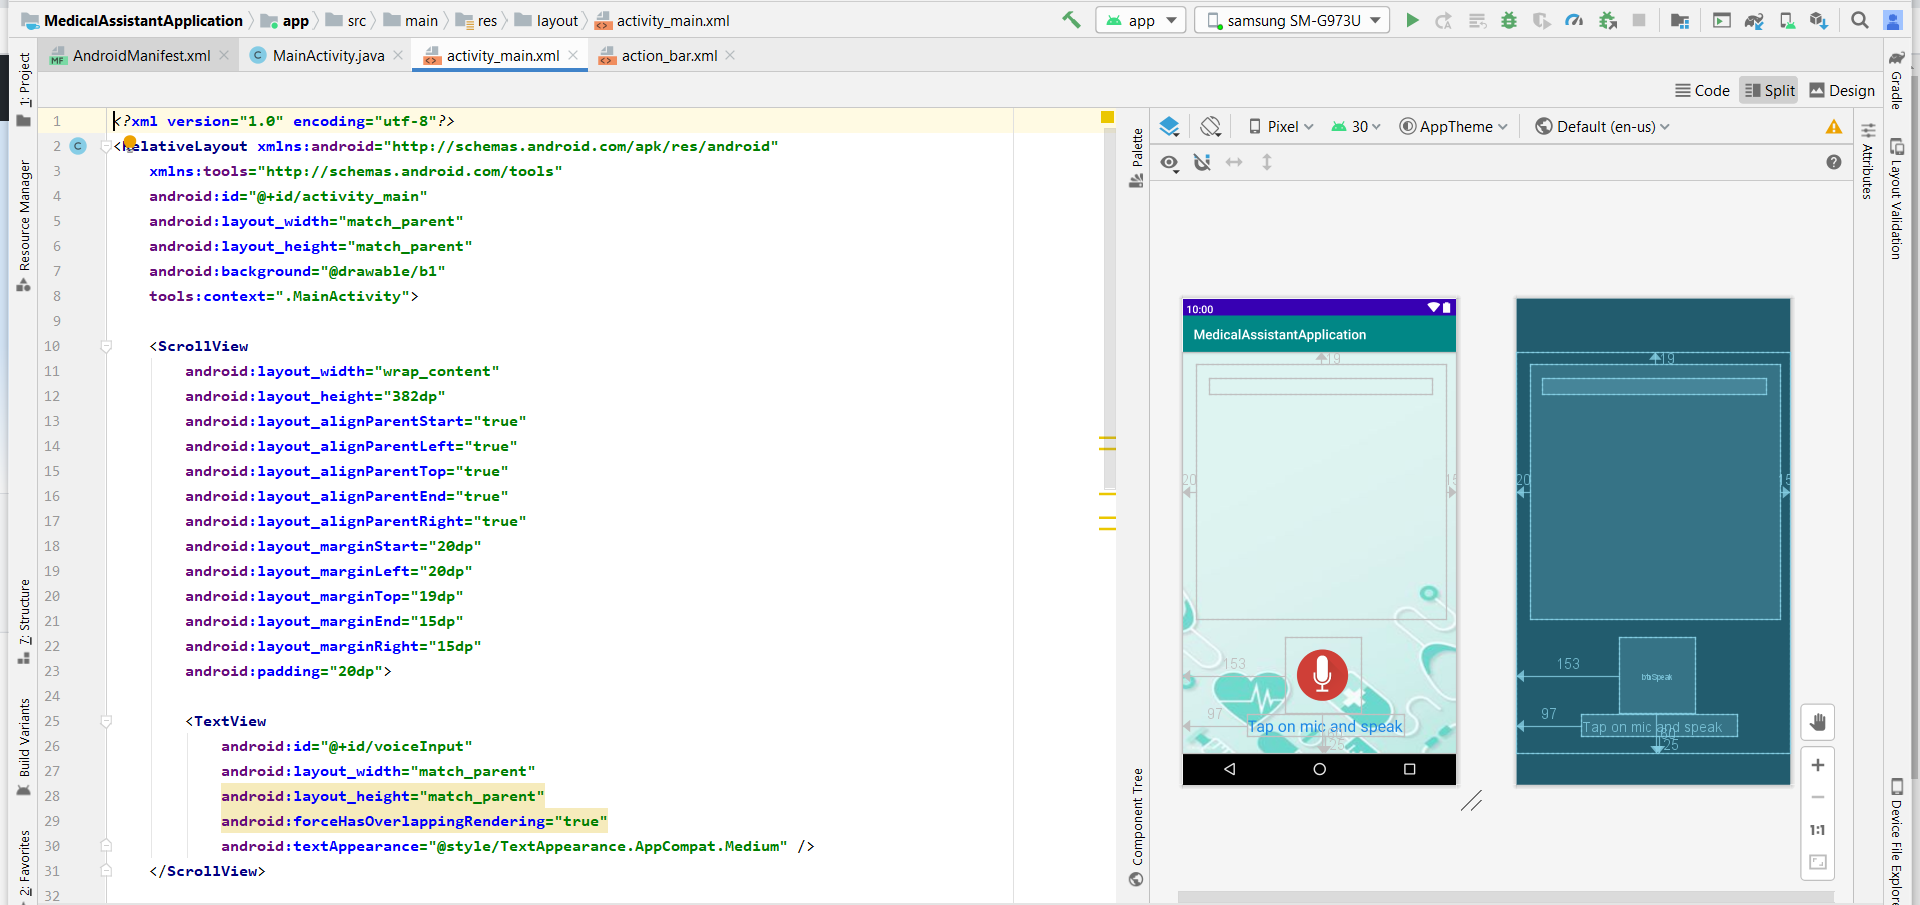 MedicalAssistantApplication app src main res layout activity_main.xml app samsung SM-G973U
AndroidManifest.xml MainActivity.java activity_main.xml action_bar.xml
Code Split Design
1: Project
Resource Manager
7: Structure
Build Variants
2: Favorites
1 <?xml version="1.0" encoding="utf-8"?>
2 <RelativeLayout xmlns:android="http://schemas.android.com/apk/res/android"
3 xmlns:tools="http://schemas.android.com/tools"
4 android:id="@+id/activity_main"
5 android:layout_width="match_parent"
6 android:layout_height="match_parent"
7 android:background="@drawable/b1"
8 tools:context=".MainActivity">
9
10 <ScrollView
11 android:layout_width="wrap_content"
12 android:layout_height="382dp"
13 android:layout_alignParentStart="true"
14 android:layout_alignParentLeft="true"
15 android:layout_alignParentTop="true"
16 android:layout_alignParentEnd="true"
17 android:layout_alignParentRight="true"
18 android:layout_marginStart="20dp"
19 android:layout_marginLeft="20dp"
20 android:layout_marginTop="19dp"
21 android:layout_marginEnd="15dp"
22 android:layout_marginRight="15dp"
23 android:padding="20dp">
24
25 <TextView
26 android:id="@+id/voiceInput"
27 android:layout_width="match_parent"
28 android:layout_height="match_parent"
29 android:forceHasOverlappingRendering="true"
30 android:textAppearance="@style/TextAppearance.AppCompat.Medium" />
31 </ScrollView>
32
Palette
Component Tree
Pixel 30 AppTheme Default (en-us)
10:00
MedicalAssistantApplication
19
20 15
153
97
Tap on mic and speak
25
19
20 15
153
btnSpeak
97
Tap on mic and speak
25
1:1
Attributes
Gradle
Layout Validation
Device File Explorer